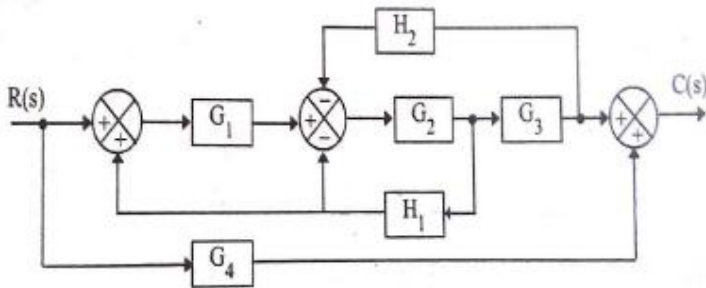 H2
R(s)
+
+
G1
−
+
−
G2
G3
+
+
C(s)
H1
G4